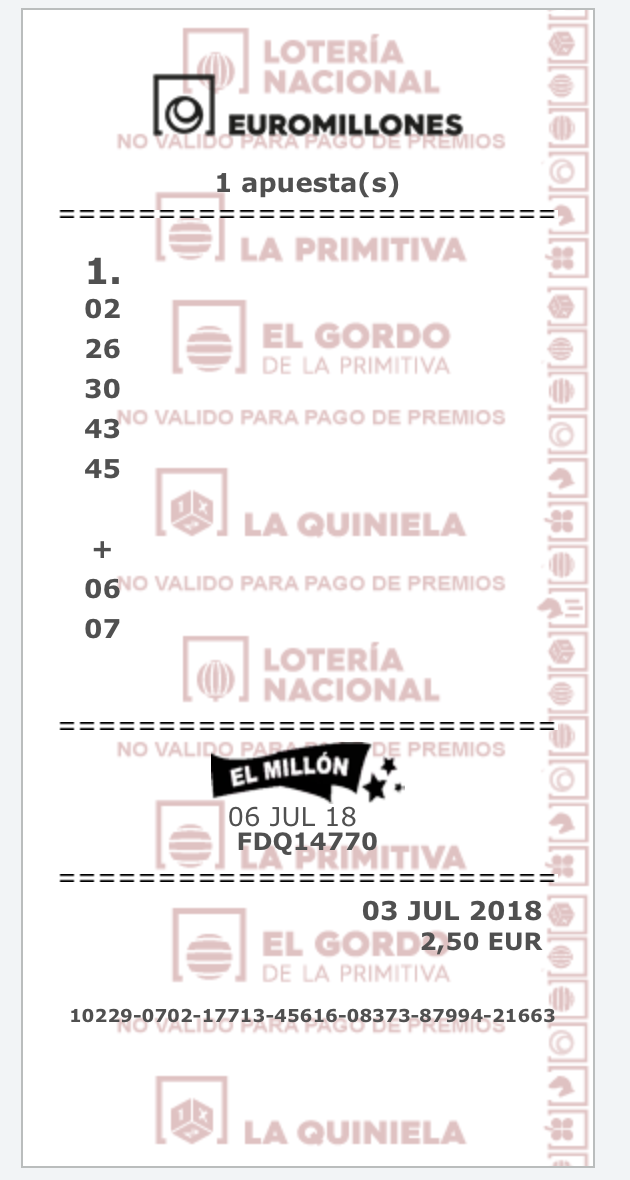 LOTERÍA
NACIONAL
EUROMILLONES
NO VALIDO PARA PAGO DE PREMIOS
1 apuesta(s)
=========================
LA PRIMITIVA
1.
02
EL GORDO
26
DE LA PRIMITIVA
30
43
NO VALIDO PARA PAGO DE PREMIOS
45
1X2
LA QUINIELA
+
06
NO VALIDO PARA PAGO DE PREMIOS
07
LOTERÍA
NACIONAL
=========================
NO VALIDO PARA PAGO DE PREMIOS
EL MILLÓN
06 JUL 18
FDQ14770
LA PRIMITIVA
=========================
03 JUL 2018
EL GORDO
2,50 EUR
DE LA PRIMITIVA
10229-0702-17713-45616-08373-87994-21663
NO VALIDO PARA PAGO DE PREMIOS
1X2
LA QUINIELA